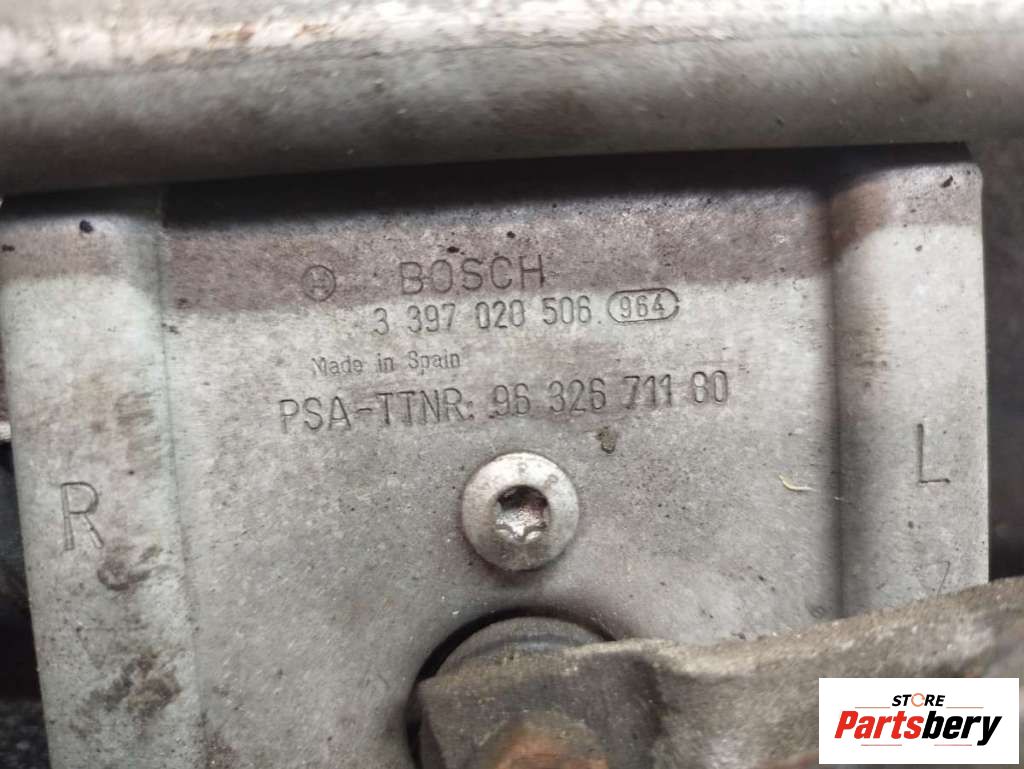 BOSCH
3 397 020 506. 964
Made in Spain
PSA-TTNR: 96 326 711 80
R
L
STORE
Partsbery